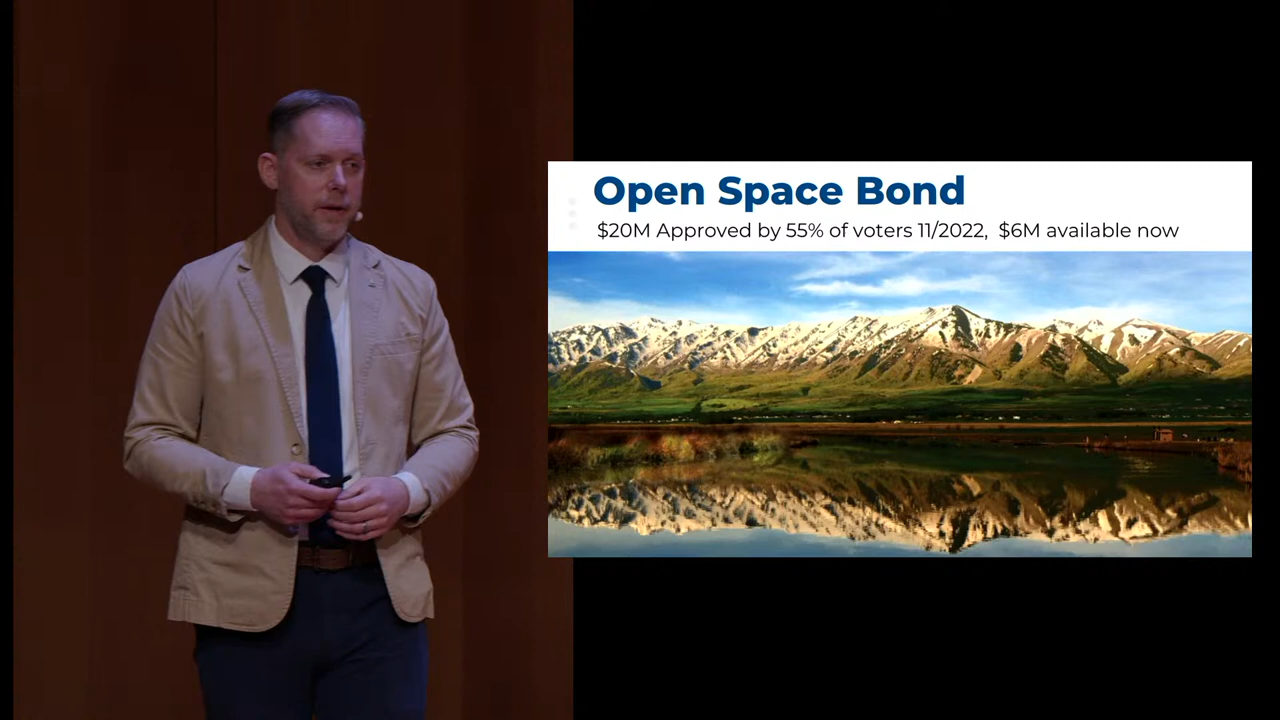 Open Space Bond
$20M Approved by 55% of voters 11/2022, $6M available now